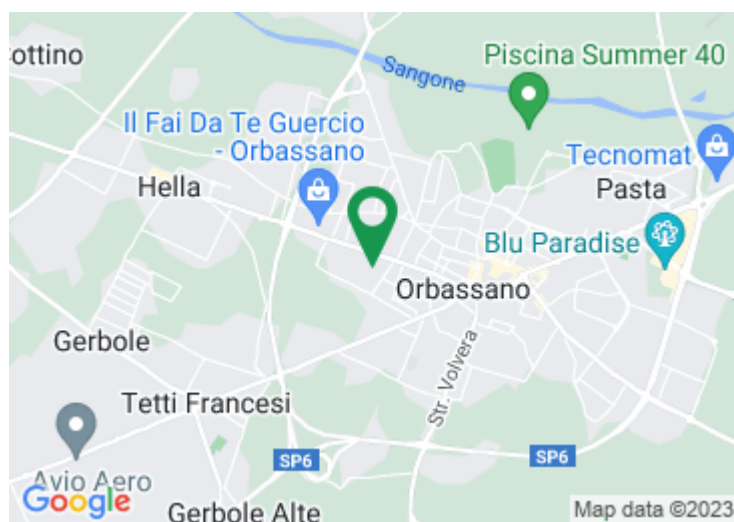 ottino
Sangone
Piscina Summer 40
Il Fai Da Te Guercio
- Orbassano
Tecnomat
Hella
Pasta
Blu Paradise
Orbassano
Gerbole
Str. Volvera
Tetti Francesi
SP6
SP6
Avio Aero
Google
Gerbole Alte
Map data ©2023